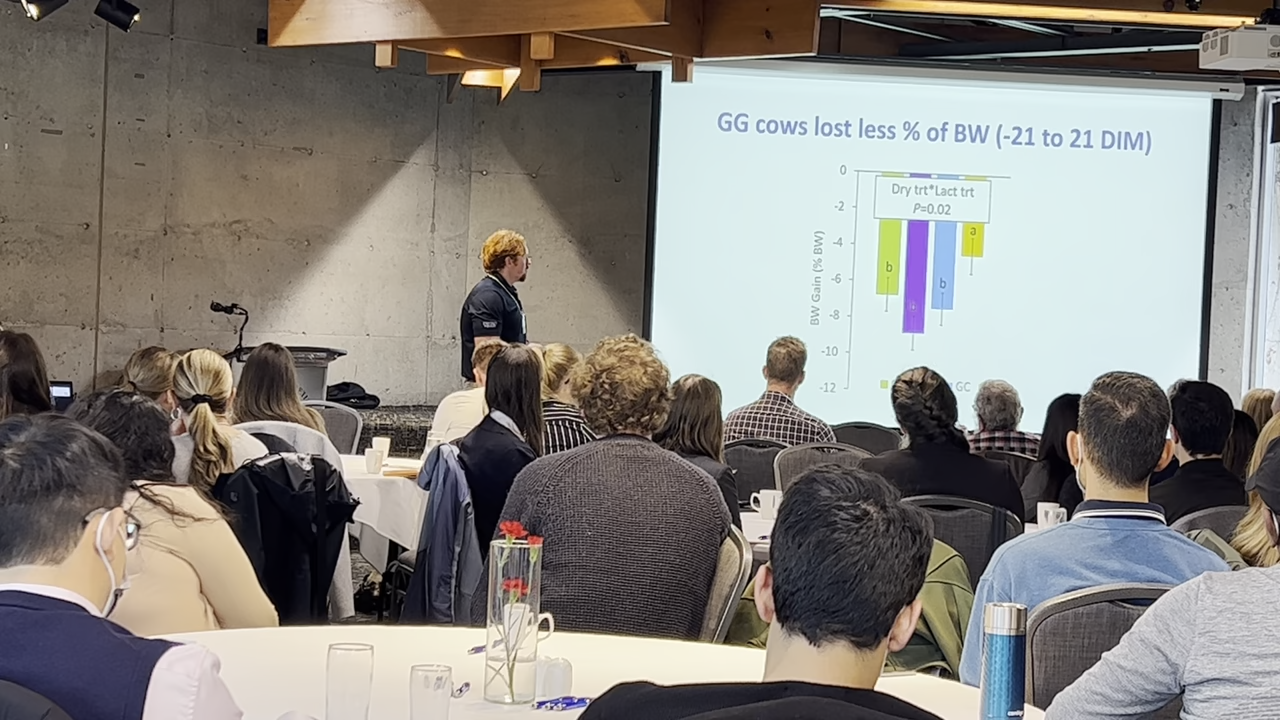 GG cows lost less % of BW (-21 to 21 DIM)
0
Dry trt*Lact trt
P=0.02
-2
-4
-6
-8
-10
-12
BW Gain (% BW)
b
b
a
GC